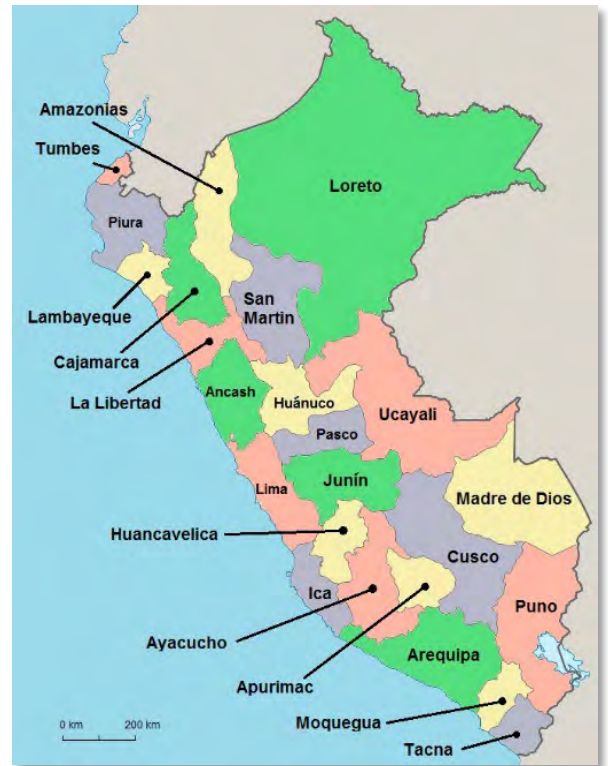 Amazonias
Tumbes
Loreto
Piura
San
Martin
Lambayeque
Cajamarca
La Libertad
Ancash
Huánuco
Ucayali
Pasco
Junín
Lima
Madre de Dios
Huancavelica
Cusco
Ica
Puno
Ayacucho
Arequipa
Apurimac
Moquegua
0 km 200 km
Tacna